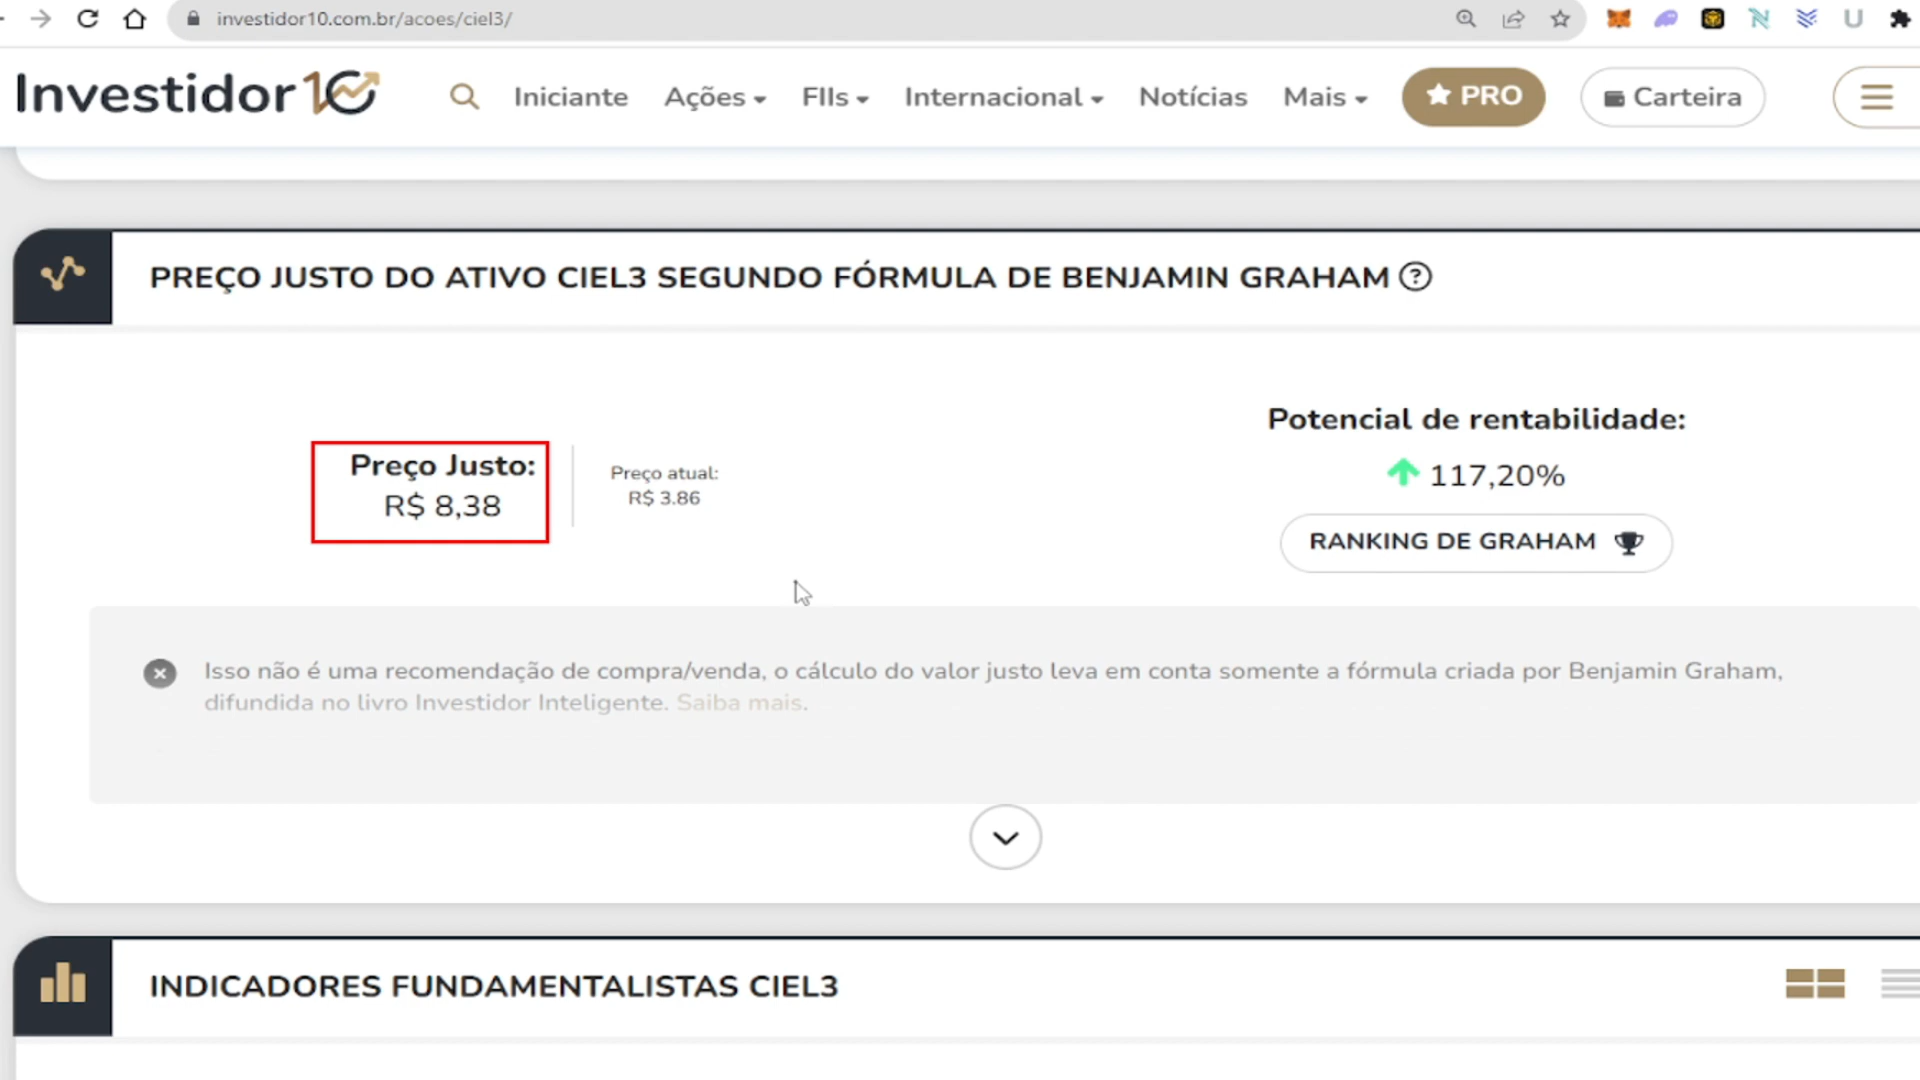 investidor10.com.br/acoes/ciel3/
Investidor 10
Iniciante
Ações
FIIs
Internacional
Notícias
Mais
PRO
Carteira
PREÇO JUSTO DO ATIVO CIEL3 SEGUNDO FÓRMULA DE BENJAMIN GRAHAM
Preço Justo:
R$ 8,38
Preço atual:
R$ 3.86
Potencial de rentabilidade:
117,20%
RANKING DE GRAHAM
Isso não é uma recomendação de compra/venda, o cálculo do valor justo leva em conta somente a fórmula criada por Benjamin Graham,
difundida no livro Investidor Inteligente. Saiba mais.
INDICADORES FUNDAMENTALISTAS CIEL3